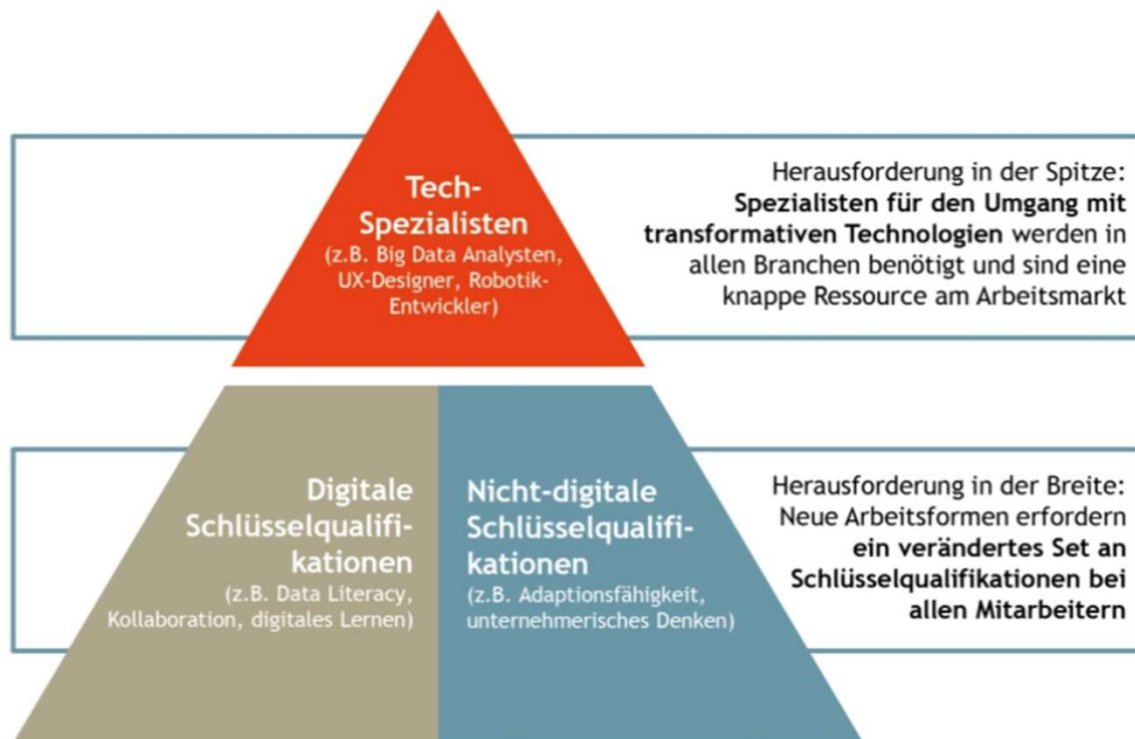 Tech-
Spezialisten
(z.B. Big Data Analysten,
UX-Designer, Robotik-
Entwickler)
Herausforderung in der Spitze:
Spezialisten für den Umgang mit
transformativen Technologien werden in
allen Branchen benötigt und sind eine
knappe Ressource am Arbeitsmarkt
Digitale
Schlüsselqualifi-
kationen
(z.B. Data Literacy,
Kollaboration, digitales Lernen)
Nicht-digitale
Schlüsselqualifi-
kationen
(z.B. Adaptionsfähigkeit,
unternehmerisches Denken)
Herausforderung in der Breite:
Neue Arbeitsformen erfordern
ein verändertes Set an
Schlüsselqualifikationen bei
allen Mitarbeitern